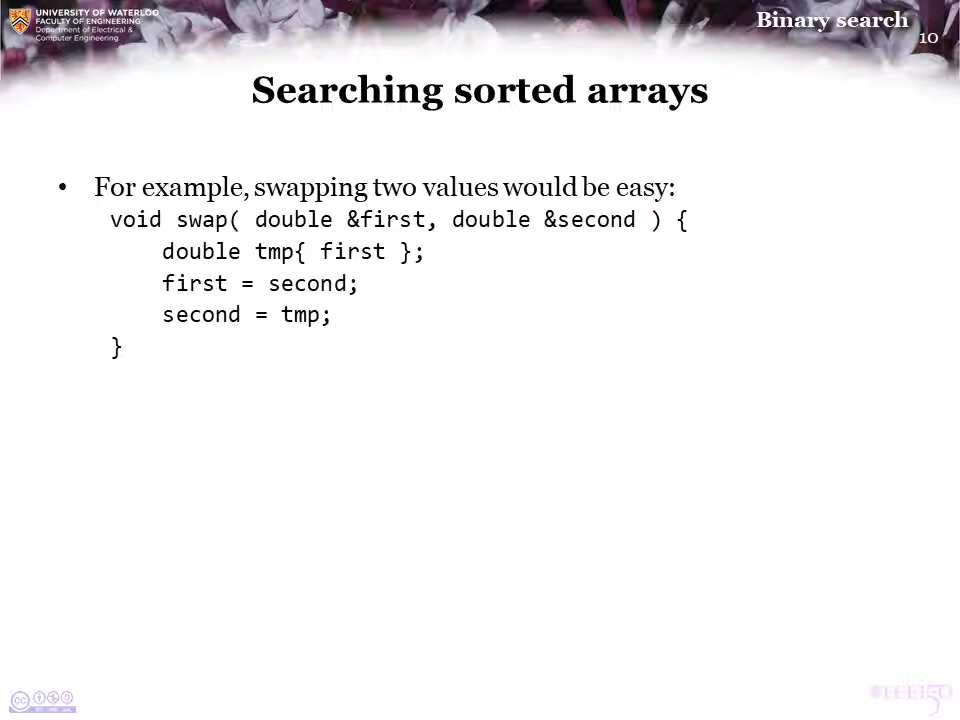 UNIVERSITY OF WATERLOO
FACULTY OF ENGINEERING
Department of Electrical &
Computer Engineering
Binary search
10
Searching sorted arrays
• For example, swapping two values would be easy:
void swap( double &first, double &second ) {
double tmp{ first };
first = second;
second = tmp;
}